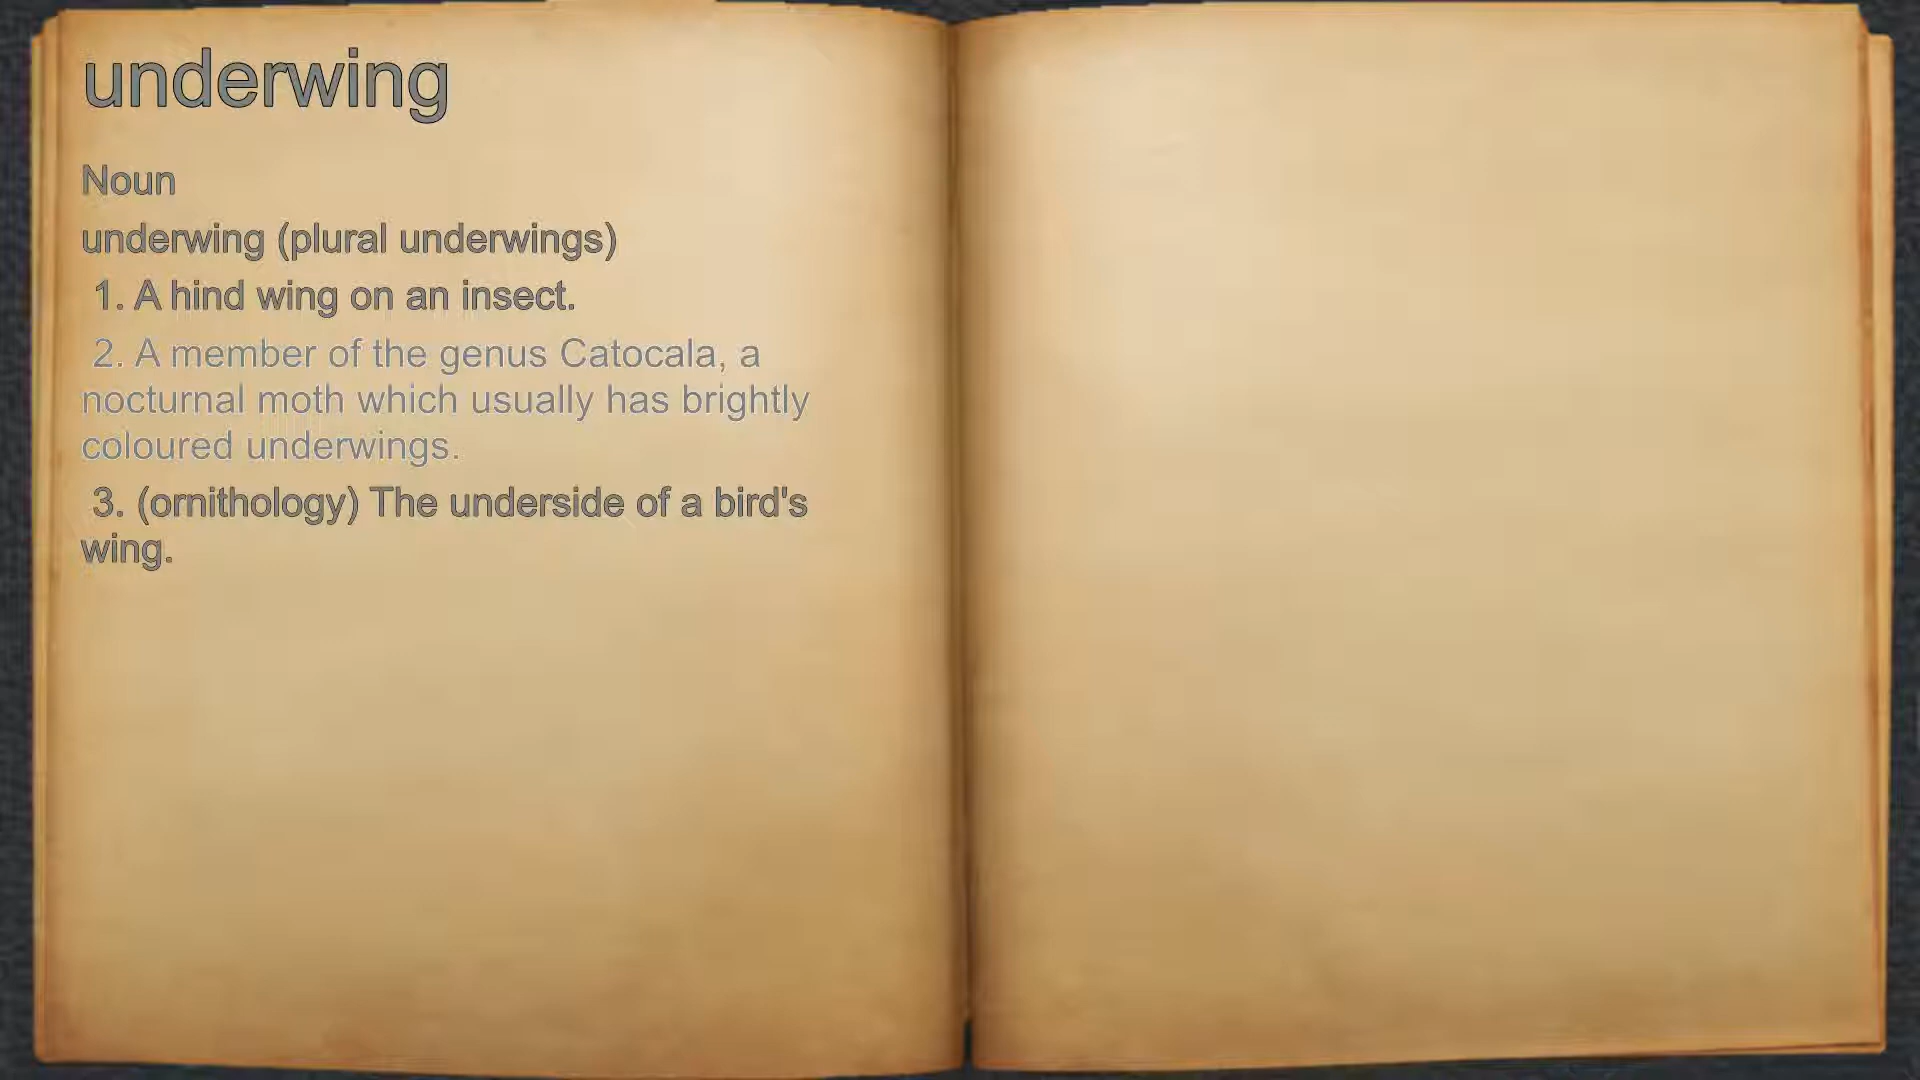 underwing
Noun
underwing (plural underwings)
1. A hind wing on an insect.
2. A member of the genus Catocala, a
nocturnal moth which usually has brightly
coloured underwings.
3. (ornithology) The underside of a bird's
wing.